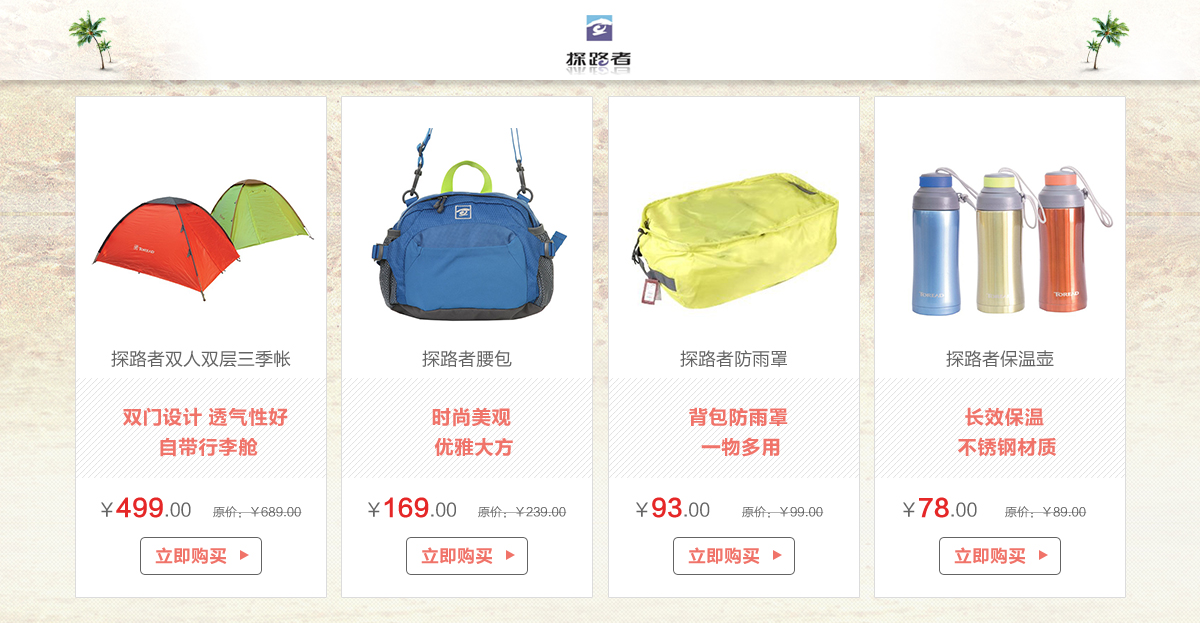 探路者
TOREAD
TOREAD
TOREAD
探路者双人双层三季帐
双门设计 透气性好
自带行李舱
￥499.00 原价：￥689.00
立即购买
探路者腰包
时尚美观
优雅大方
￥169.00 原价：￥239.00
立即购买
探路者防雨罩
背包防雨罩
一物多用
￥93.00 原价：￥99.00
立即购买
探路者保温壶
长效保温
不锈钢材质
￥78.00 原价：￥89.00
立即购买